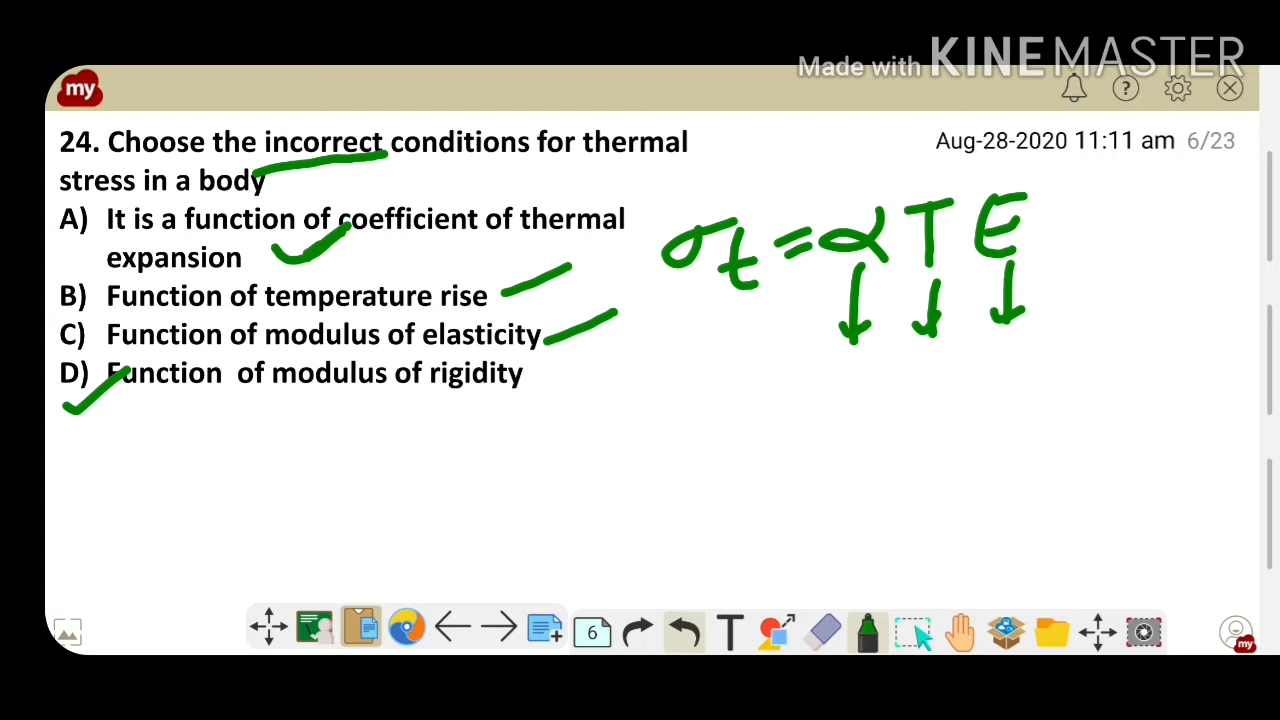 Made with KINEMASTER
my
24. Choose the incorrect conditions for thermal
stress in a body
Aug-28-2020 11:11 am 6/23
A) It is a function of coefficient of thermal
expansion
B) Function of temperature rise
C) Function of modulus of elasticity
D) Function of modulus of rigidity
σt = α T E
6
T
my